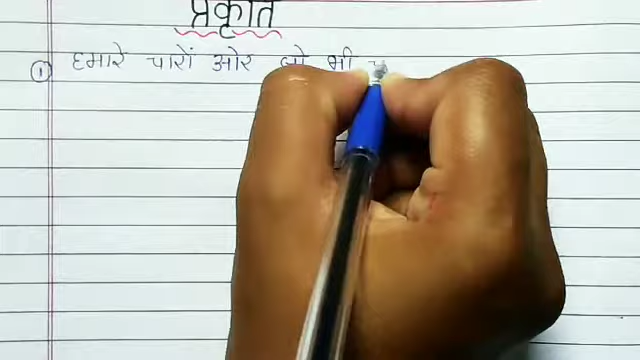 प्रकृति
① हमारे चारों ओर जो भी